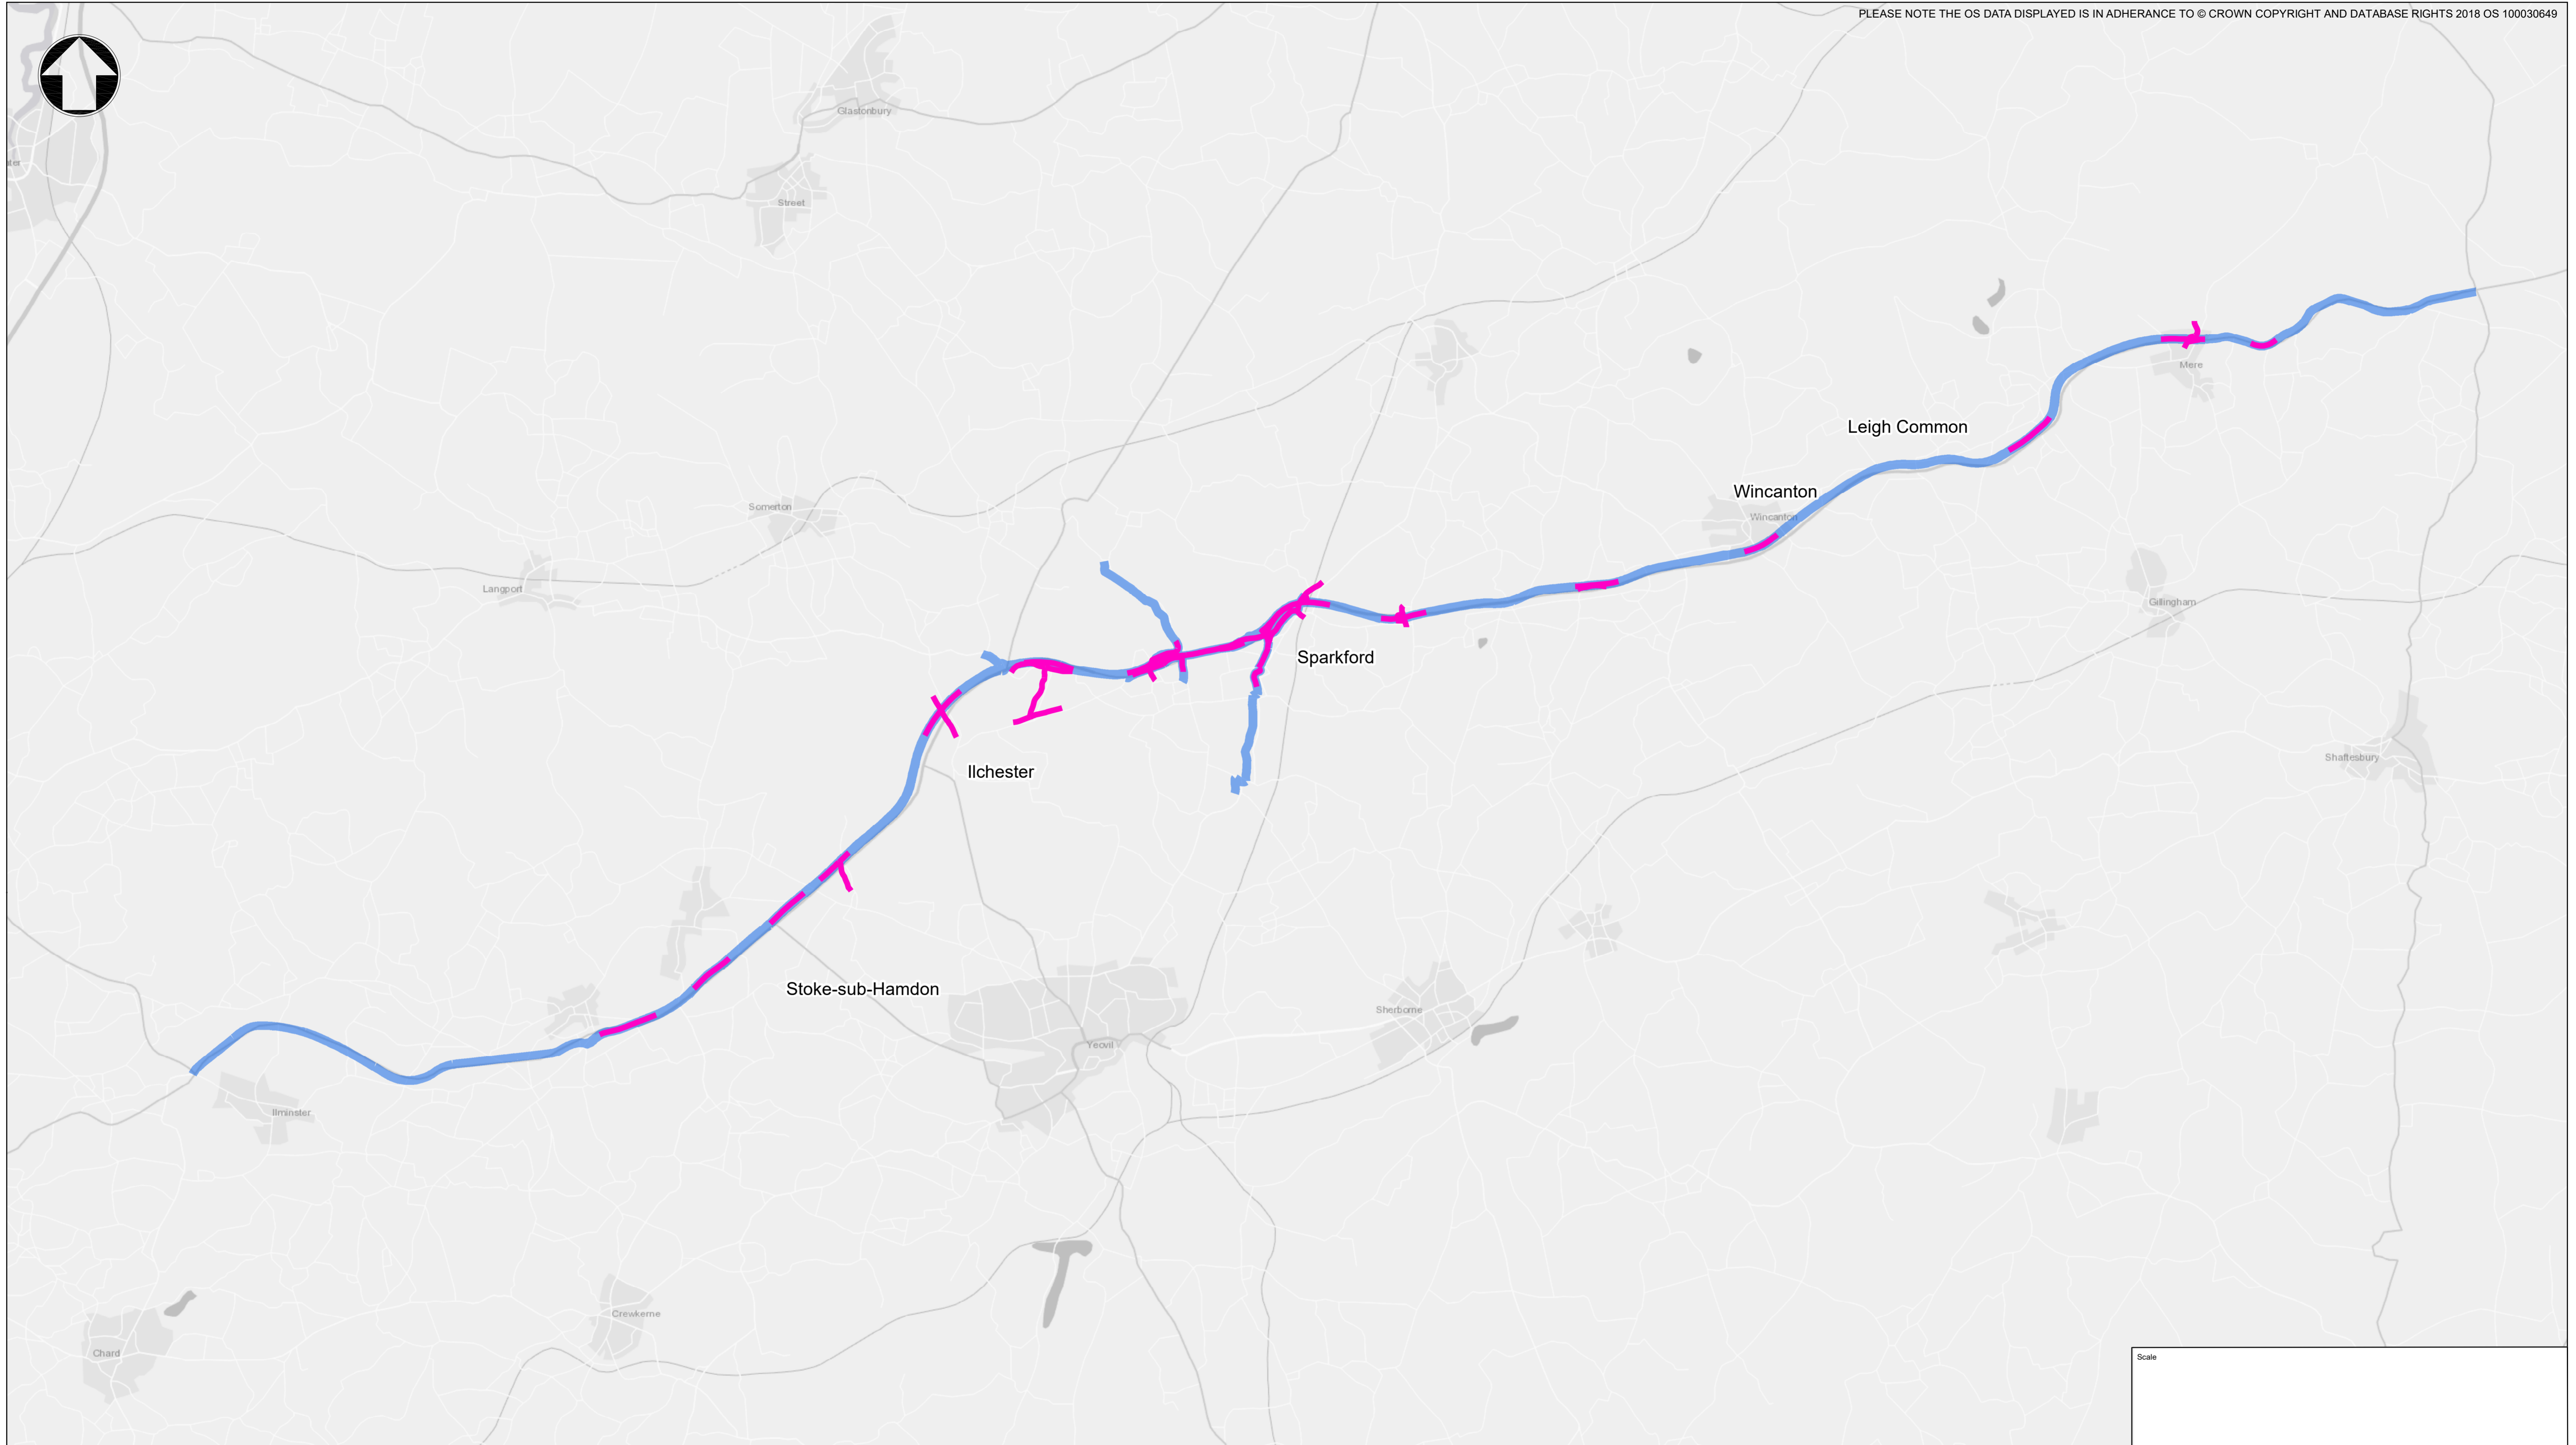 PLEASE NOTE THE OS DATA DISPLAYED IS IN ADHERANCE TO © CROWN COPYRIGHT AND DATABASE RIGHTS 2018 OS 100030649
Glastonbury
ater
Street
Mere
Leigh Common
Wincanton
Somerton
Wincanton
Langport
Gillingham
Sparkford
Shaftesbury
Ilchester
Stoke-sub-Hamdon
Sherborne
Yeovil
Ilminster
Crewkerne
Chard
Scale